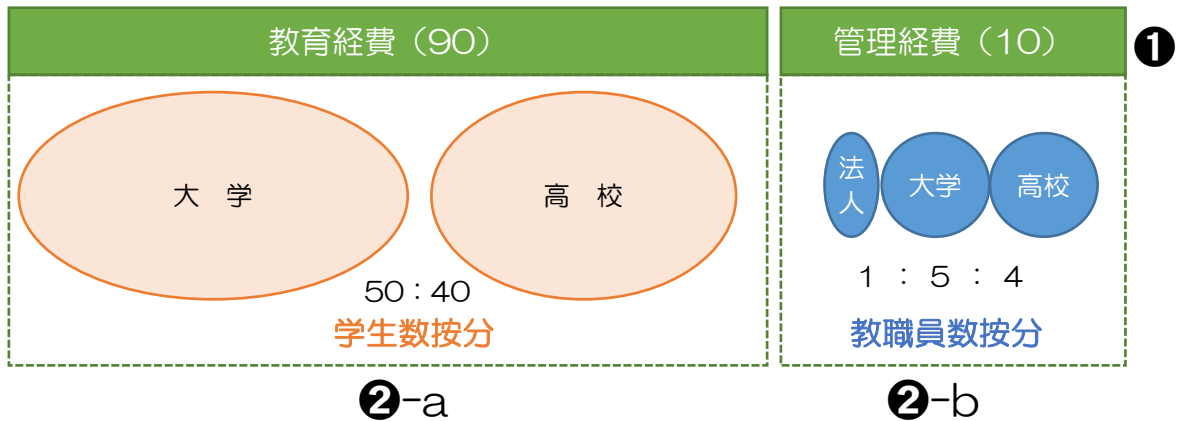 教育経費（90）
管理経費（10）
❶
大　学
高　校
50：40
学生数按分
法人
大学
高校
1 ： 5 ： 4
教職員数按分
❷-a
❷-b